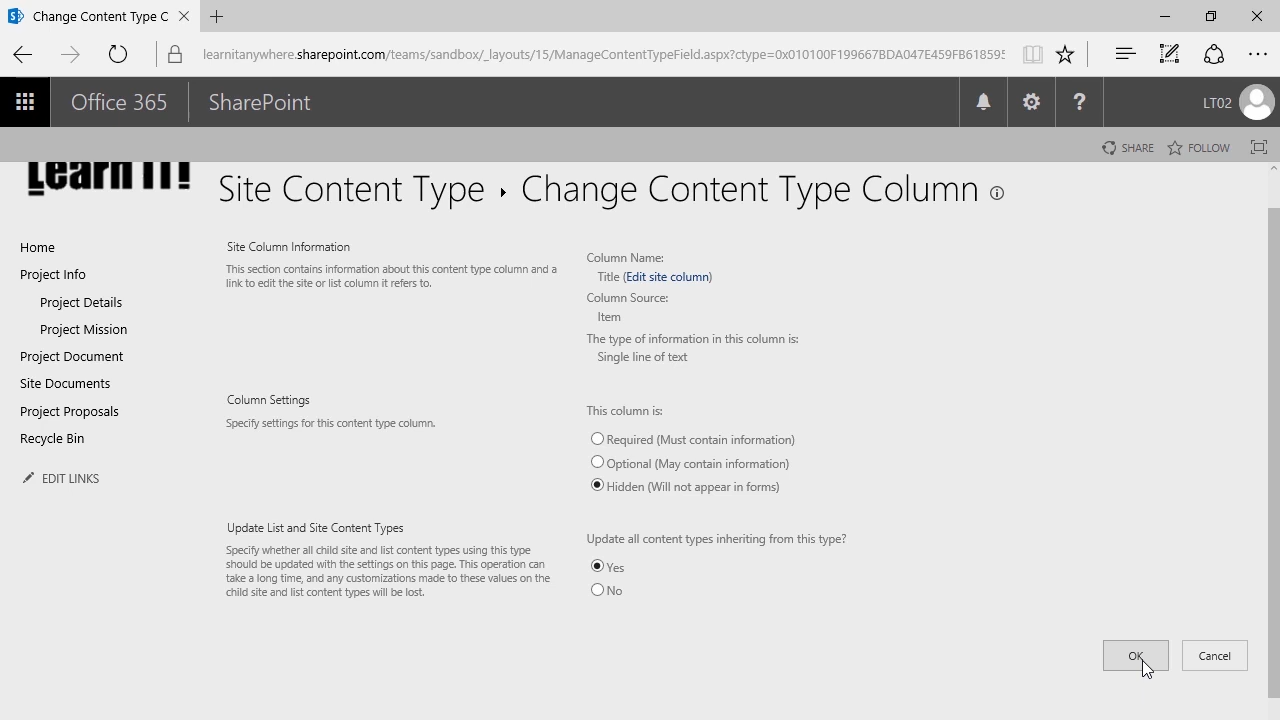 Change Content Type C
learnitanywhere.sharepoint.com/teams/sandbox/_layouts/15/ManageContentTypeField.aspx?ctype=0x010100F199667BDA047E459FB61859
Office 365
SharePoint
?
LT02
SHARE
FOLLOW
Learn IT!
Site Content Type ▸ Change Content Type Column
Home
Project Info
Project Details
Project Mission
Project Document
Site Documents
Project Proposals
Recycle Bin
EDIT LINKS
Site Column Information
This section contains information about this content type column and a
link to edit the site or list column it refers to.
Column Name:
Title (Edit site column)
Column Source:
Item
The type of information in this column is:
Single line of text
Column Settings
Specify settings for this content type column.
This column is:
Required (Must contain information)
Optional (May contain information)
Hidden (Will not appear in forms)
Update List and Site Content Types
Specify whether all child site and list content types using this type
should be updated with the settings on this page. This operation can
take a long time, and any customizations made to these values on the
child site and list content types will be lost.
Update all content types inheriting from this type?
Yes
No
OK
Cancel